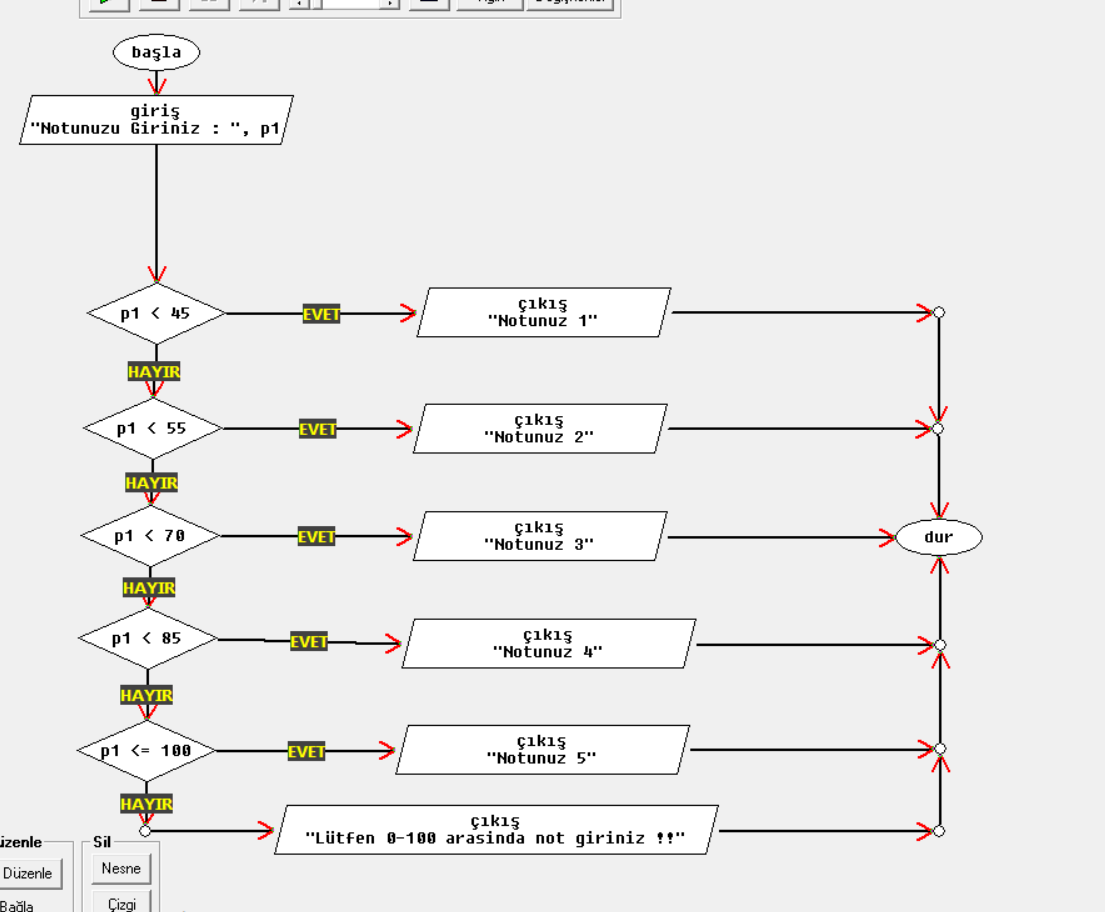 başla
giriş
"Notunuzu Giriniz : ", p1
p1 < 45
EVET
çıkış
"Notunuz 1"
HAYIR
p1 < 55
EVET
çıkış
"Notunuz 2"
HAYIR
p1 < 70
EVET
çıkış
"Notunuz 3"
dur
HAYIR
p1 < 85
EVET
çıkış
"Notunuz 4"
HAYIR
p1 <= 100
EVET
çıkış
"Notunuz 5"
HAYIR
çıkış
"Lütfen 0-100 arasinda not giriniz !!"
Sil
Düzenle
Nesne
Bağla
Çizgi